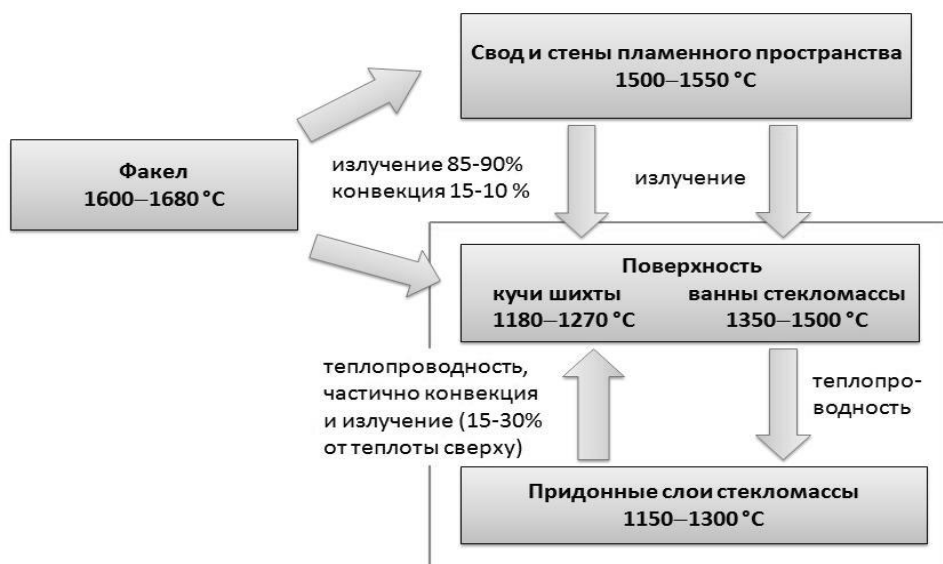 Свод и стены пламенного пространства
1500–1550 °С
Факел
1600–1680 °С
излучение 85-90%
конвекция 15-10 %
излучение
Поверхность
кучи шихты ванны стекломассы
1180–1270 °С 1350–1500 °С
теплопроводность,
частично конвекция
и излучение (15-30%
от теплоты сверху)
теплопро-
водность
Придонные слои стекломассы
1150–1300 °С